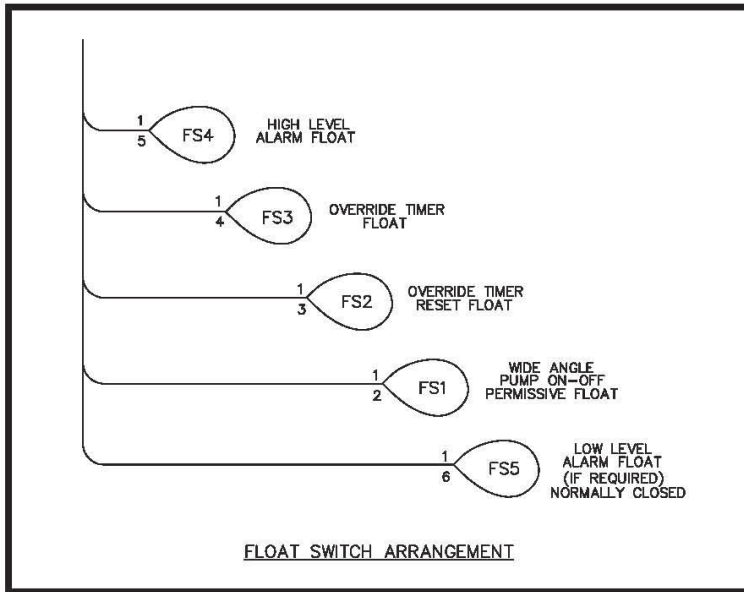 1
5
FS4
HIGH LEVEL
ALARM FLOAT
1
4
FS3
OVERRIDE TIMER
FLOAT
1
3
FS2
OVERRIDE TIMER
RESET FLOAT
1
2
FS1
WIDE ANGLE
PUMP ON-OFF
PERMISSIVE FLOAT
1
6
FS5
LOW LEVEL
ALARM FLOAT
(IF REQUIRED)
NORMALLY CLOSED
FLOAT SWITCH ARRANGEMENT